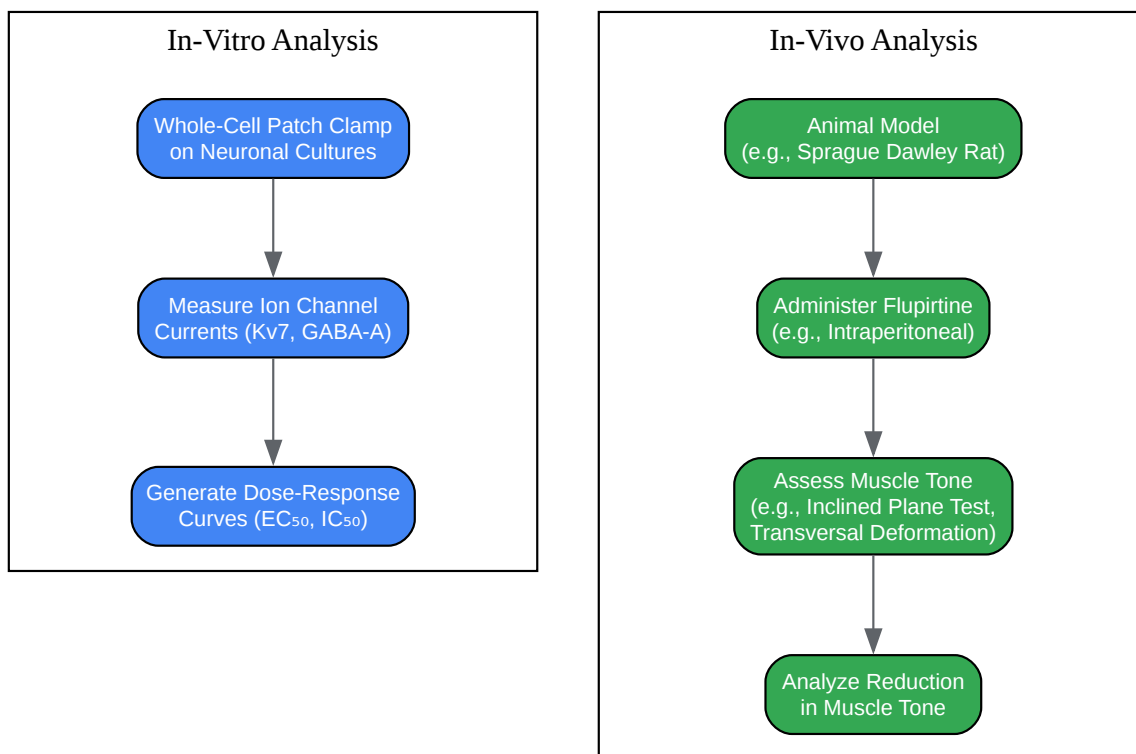 In-Vitro Analysis
Whole-Cell Patch Clamp
on Neuronal Cultures
Measure Ion Channel
Currents (Kv7, GABA-A)
Generate Dose-Response
Curves (EC₅₀, IC₅₀)
In-Vivo Analysis
Animal Model
(e.g., Sprague Dawley Rat)
Administer Flupirtine
(e.g., Intraperitoneal)
Assess Muscle Tone
(e.g., Inclined Plane Test,
Transversal Deformation)
Analyze Reduction
in Muscle Tone